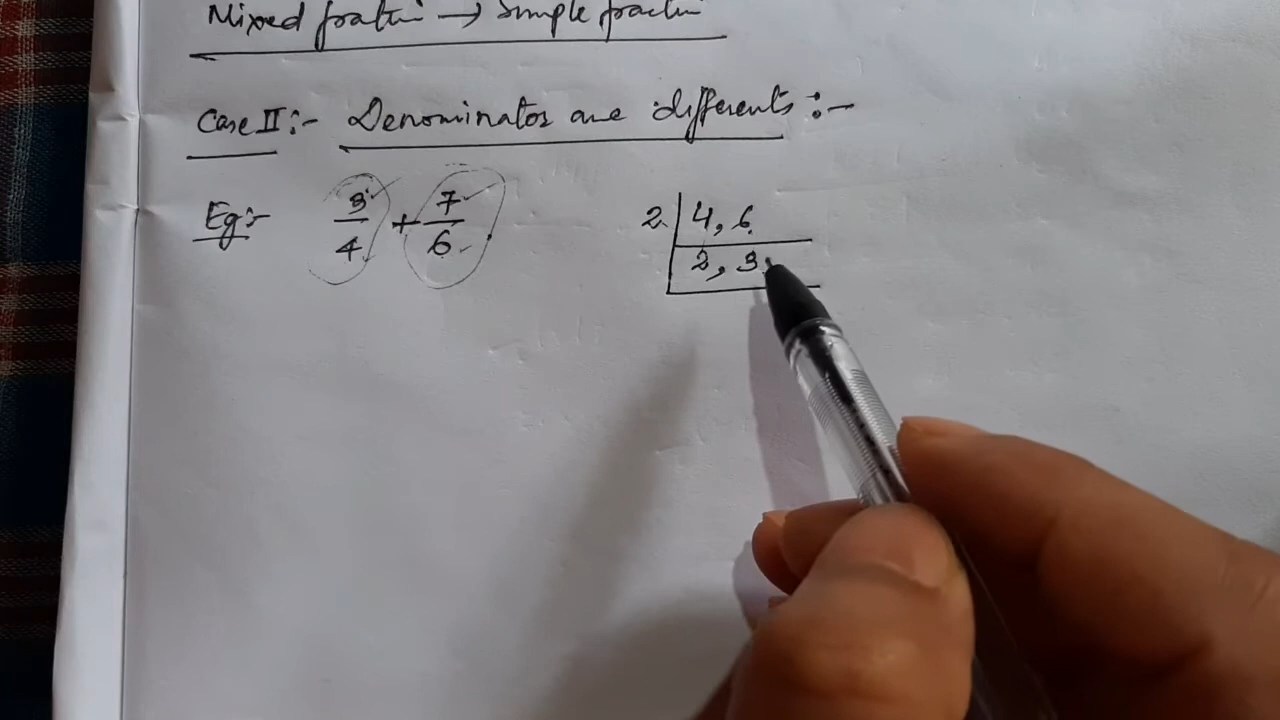 Mixed fraction → Simple fraction
Case II :- Denominators are differents :-
Eg:- 3/4 + 7/6
2 | 4, 6
2, 3